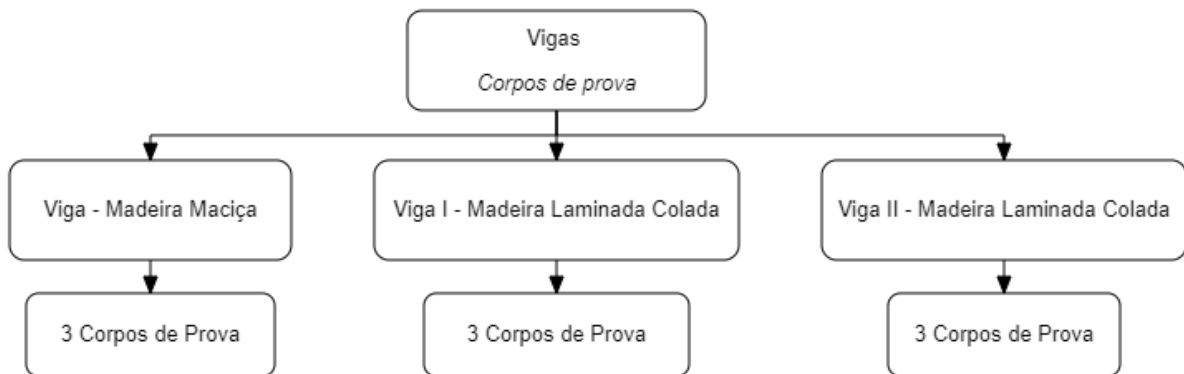 Vigas
Corpos de prova
Viga - Madeira Maciça
Viga I - Madeira Laminada Colada
Viga II - Madeira Laminada Colada
3 Corpos de Prova
3 Corpos de Prova
3 Corpos de Prova